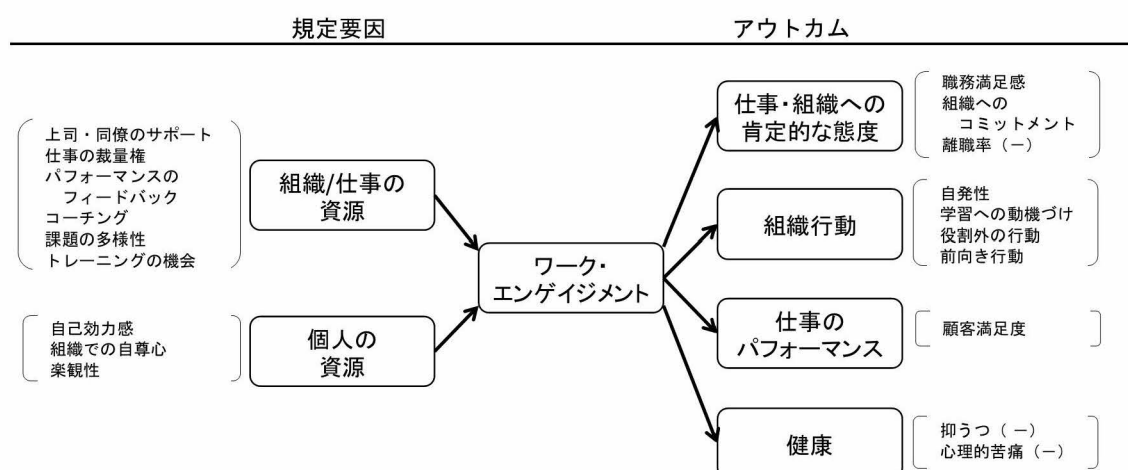 規定要因
アウトカム
上司・同僚のサポート
仕事の裁量権
パフォーマンスの
フィードバック
コーチング
課題の多様性
トレーニングの機会
組織/仕事の
資源
自己効力感
組織での自尊心
楽観性
個人の
資源
ワーク・
エンゲイジメント
仕事・組織への
肯定的な態度
職務満足感
組織への
コミットメント
離職率（－）
組織行動
自発性
学習への動機づけ
役割外の行動
前向き行動
仕事の
パフォーマンス
顧客満足度
健康
抑うつ（－）
心理的苦痛（－）